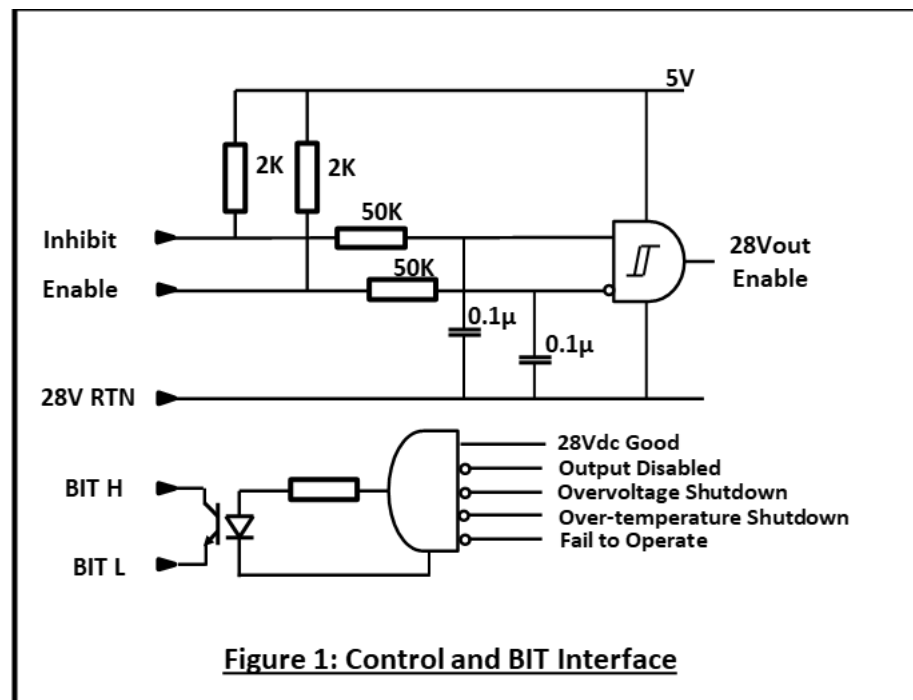 5V
2K
2K
50K
Inhibit
28Vout
Enable
50K
Enable
0.1μ
0.1μ
28V RTN
28Vdc Good
Output Disabled
BIT H
Overvoltage Shutdown
Over-temperature Shutdown
Fail to Operate
BIT L
Figure 1: Control and BIT Interface